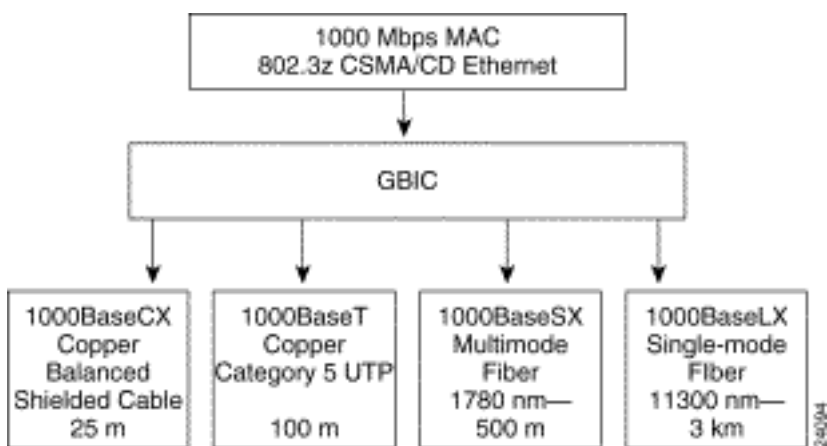 1000 Mbps MAC
802.3z CSMA/CD Ethernet
GBIC
1000BaseCX
Copper
Balanced
Shielded Cable
25 m
1000BaseT
Copper
Category 5 UTP
100 m
1000BaseSX
Multimode
Fiber
1780 nm—
500 m
1000BaseLX
Single-mode
FIber
11300 nm—
3 km
24094